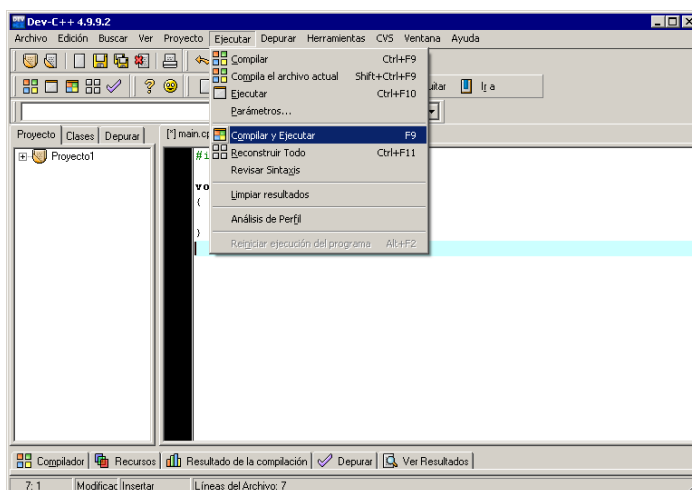 Dev-C++ 4.9.9.2
Archivo Edición Buscar Ver Proyecto Ejecutar Depurar Herramientas CVS Ventana Ayuda
Compilar Ctrl+F9
Compila el archivo actual Shift+Ctrl+F9
Ejecutar Ctrl+F10
Ir a
Parámetros...
Proyecto Clases Depurar
[*] main.cp
Compilar y Ejecutar F9
Proyecto1
#i
Reconstruir Todo Ctrl+F11
Revisar Sintaxis
vo
Limpiar resultados
(
Análisis de Perfil
)
Reiniciar ejecución del programa Alt+F2
Compilador Recursos Resultado de la compilación Depurar Ver Resultados
7: 1 Modificac Insertar Líneas del Archivo: 7